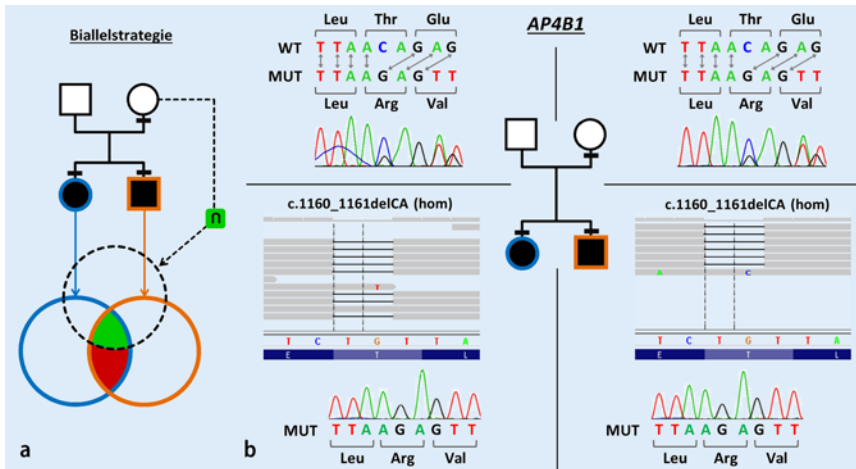 Biallelstrategie
∩
a
AP4B1
Leu Thr Glu
WT T T A A C A G A G
MUT T T A A G A G T T
Leu Arg Val
c.1160_1161delCA (hom)
T
T C T G T T A
E T L
MUT T T A A G A G T T
Leu Arg Val
b
Leu Thr Glu
WT T T A A C A G A G
MUT T T A A G A G T T
Leu Arg Val
c.1160_1161delCA (hom)
A C
T C T G T T A
E T L
MUT T T A A G A G T T
Leu Arg Val